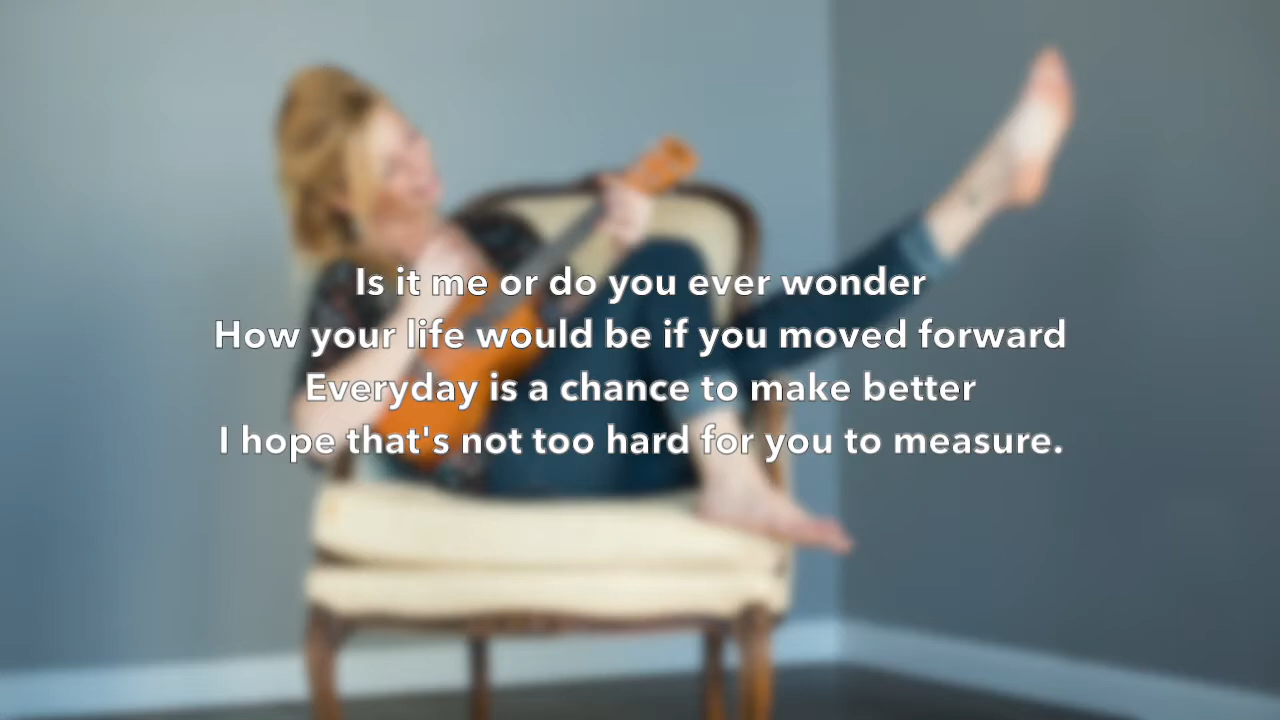 Is it me or do you ever wonder
How your life would be if you moved forward
Everyday is a chance to make better
I hope that's not too hard for you to measure.